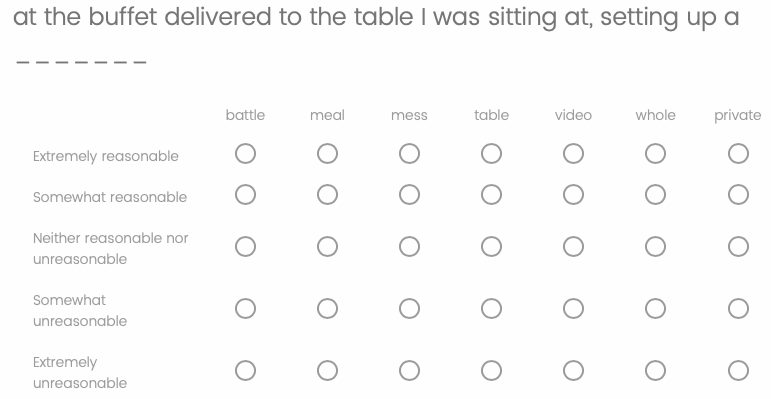 at the buffet delivered to the table I was sitting at, setting up a
_ _ _ _ _ _ _
battle meal mess table video whole private
Extremely reasonable
Somewhat reasonable
Neither reasonable nor
unreasonable
Somewhat
unreasonable
Extremely
unreasonable